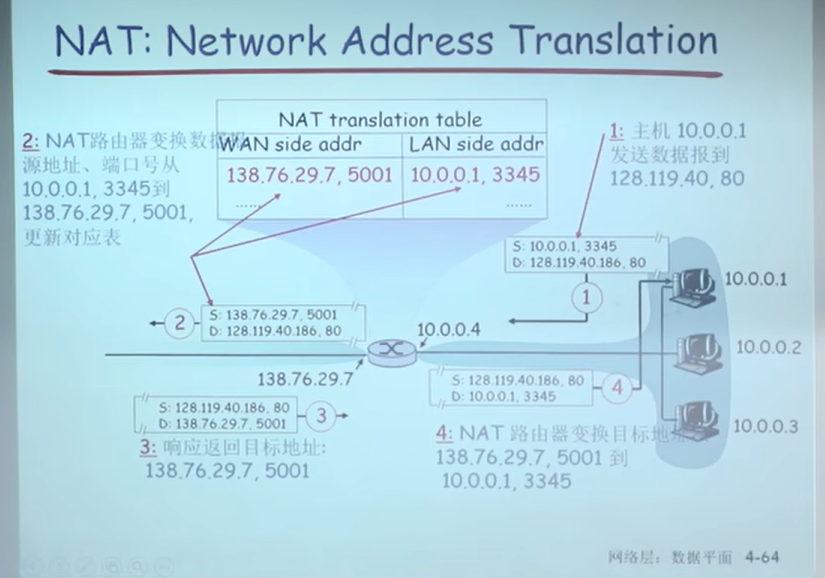 NAT: Network Address Translation
2: NAT路由器变换数据报
源地址、端口号从
10.0.0.1, 3345到
138.76.29.7, 5001,
更新对应表
NAT translation table
WAN side addr LAN side addr
138.76.29.7, 5001 10.0.0.1, 3345
...... ......
1: 主机 10.0.0.1
发送数据报到
128.119.40, 80
S: 10.0.0.1, 3345
D: 128.119.40.186, 80
1
10.0.0.1
2
S: 138.76.29.7, 5001
D: 128.119.40.186, 80
10.0.0.4
10.0.0.2
138.76.29.7
S: 128.119.40.186, 80
D: 10.0.0.1, 3345
4
S: 128.119.40.186, 80
D: 138.76.29.7, 5001
3
10.0.0.3
3: 响应返回目标地址:
138.76.29.7, 5001
4: NAT 路由器变换目标地址
138.76.29.7, 5001 到
10.0.0.1, 3345
网络层: 数据平面 4-64